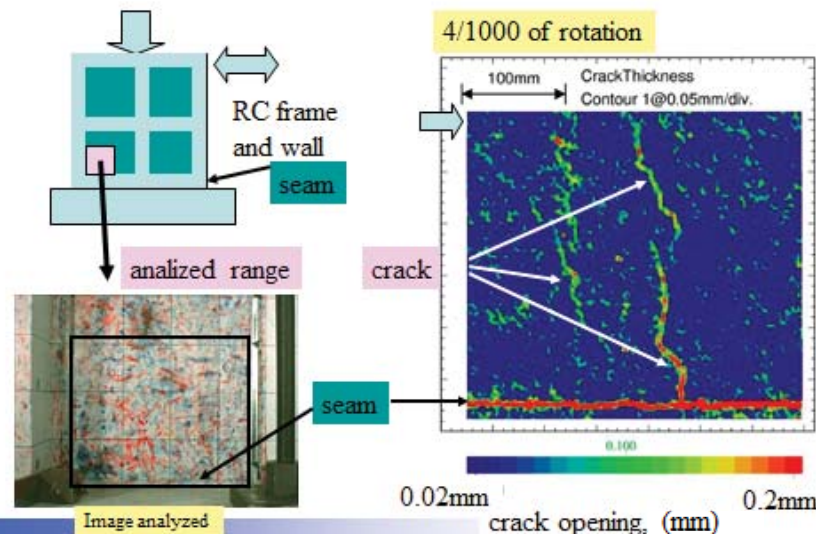 4/1000 of rotation
100mm
CrackThickness
Contour 1@0.05mm/div.
RC frame
and wall
seam
analized range
crack
seam
0.100
0.02mm
0.2mm
Image analyzed
crack opening, (mm)